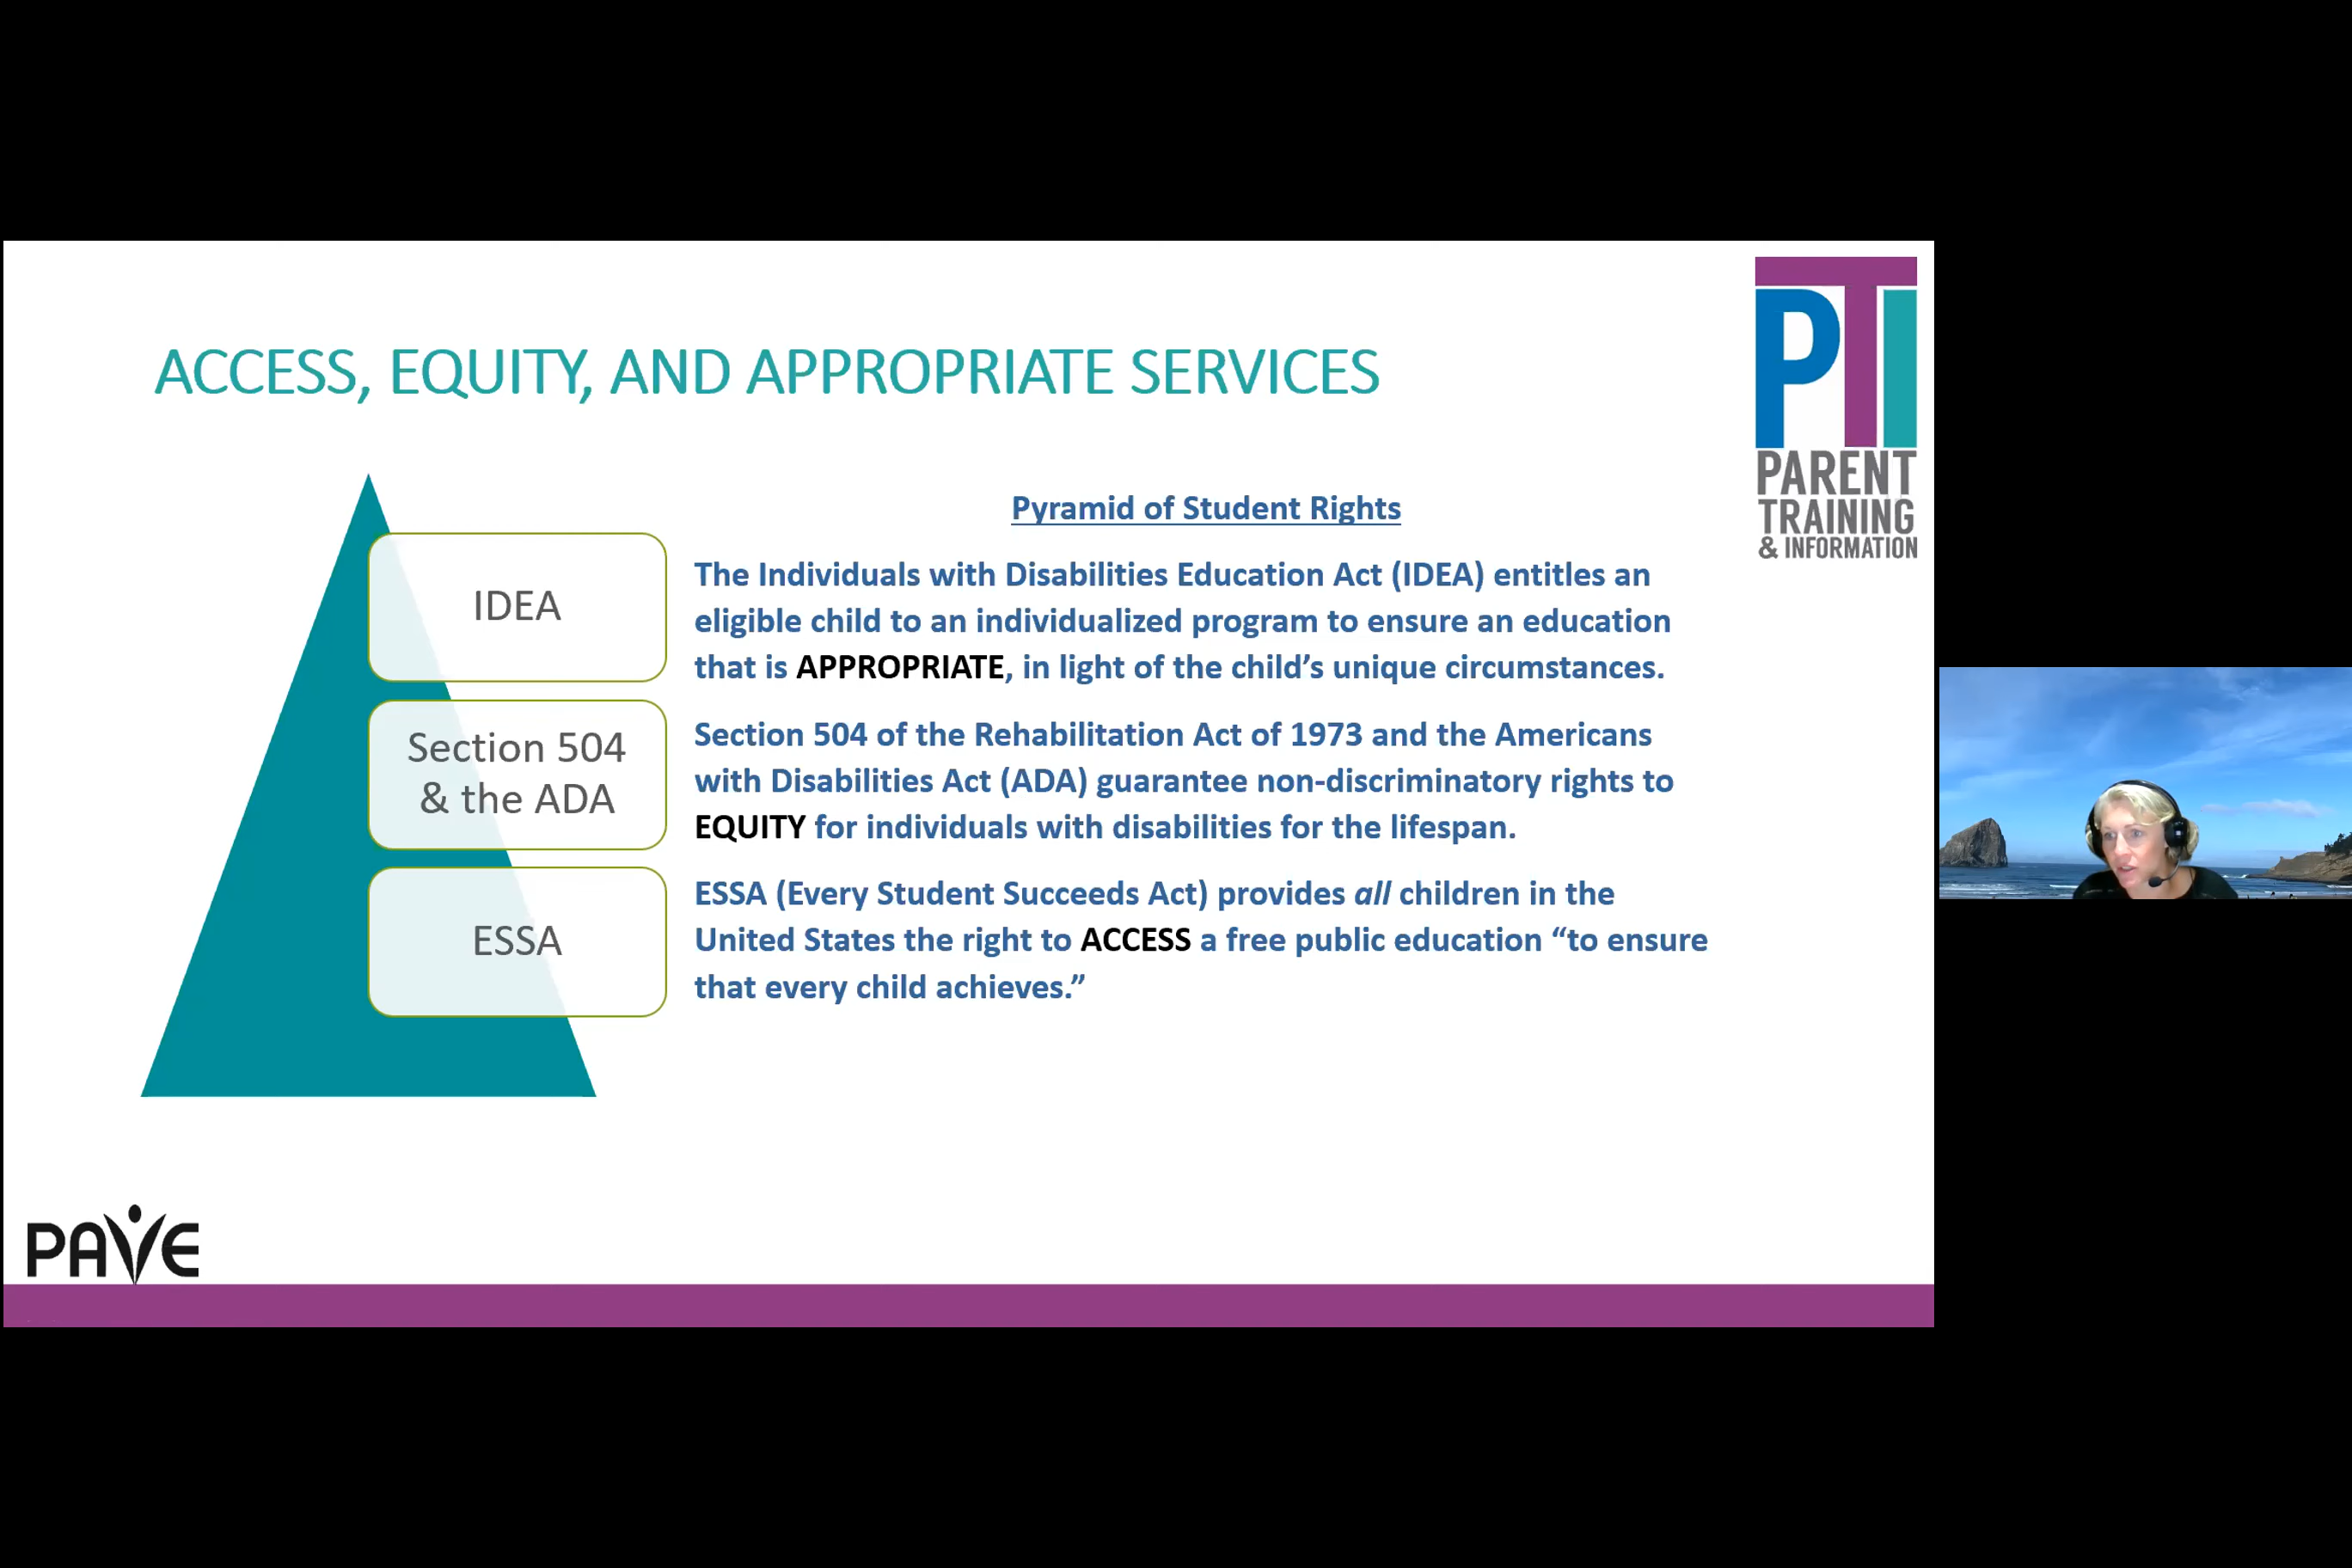 ACCESS, EQUITY, AND APPROPRIATE SERVICES
PTI
PARENT
TRAINING
& INFORMATION
Pyramid of Student Rights
IDEA
The Individuals with Disabilities Education Act (IDEA) entitles an
eligible child to an individualized program to ensure an education
that is APPROPRIATE, in light of the child’s unique circumstances.
Section 504
& the ADA
Section 504 of the Rehabilitation Act of 1973 and the Americans
with Disabilities Act (ADA) guarantee non-discriminatory rights to
EQUITY for individuals with disabilities for the lifespan.
ESSA
ESSA (Every Student Succeeds Act) provides all children in the
United States the right to ACCESS a free public education “to ensure
that every child achieves.”
PAVE